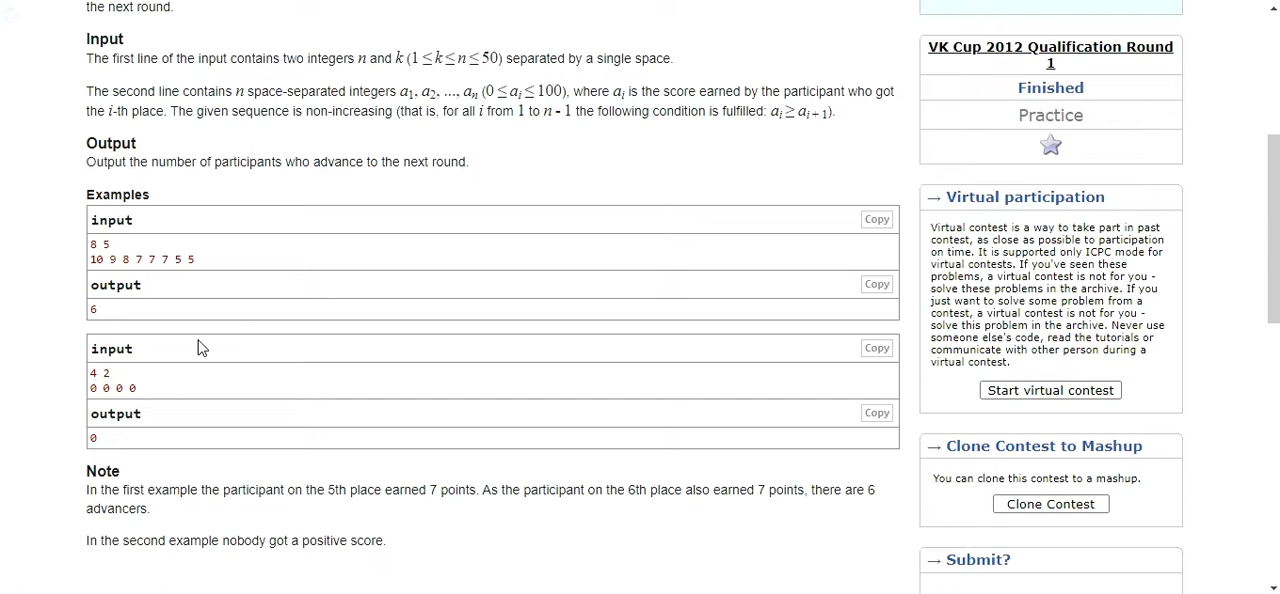 the next round.
Input
The first line of the input contains two integers n and k (1 ≤ k ≤ n ≤ 50) separated by a single space.
The second line contains n space-separated integers a1, a2, ..., an (0 ≤ ai ≤ 100), where ai is the score earned by the participant who got
the i-th place. The given sequence is non-increasing (that is, for all i from 1 to n - 1 the following condition is fulfilled: ai ≥ ai + 1).
Output
Output the number of participants who advance to the next round.
Examples
input Copy
8 5
10 9 8 7 7 7 5 5
output Copy
6
input Copy
4 2
0 0 0 0
output Copy
0
Note
In the first example the participant on the 5th place earned 7 points. As the participant on the 6th place also earned 7 points, there are 6
advancers.
In the second example nobody got a positive score.
VK Cup 2012 Qualification Round
1
Finished
Practice
→ Virtual participation
Virtual contest is a way to take part in past
contest, as close as possible to participation
on time. It is supported only ICPC mode for
virtual contests. If you've seen these
problems, a virtual contest is not for you -
solve these problems in the archive. If you
just want to solve some problem from a
contest, a virtual contest is not for you -
solve this problem in the archive. Never use
someone else's code, read the tutorials or
communicate with other person during a
virtual contest.
Start virtual contest
→ Clone Contest to Mashup
You can clone this contest to a mashup.
Clone Contest
→ Submit?